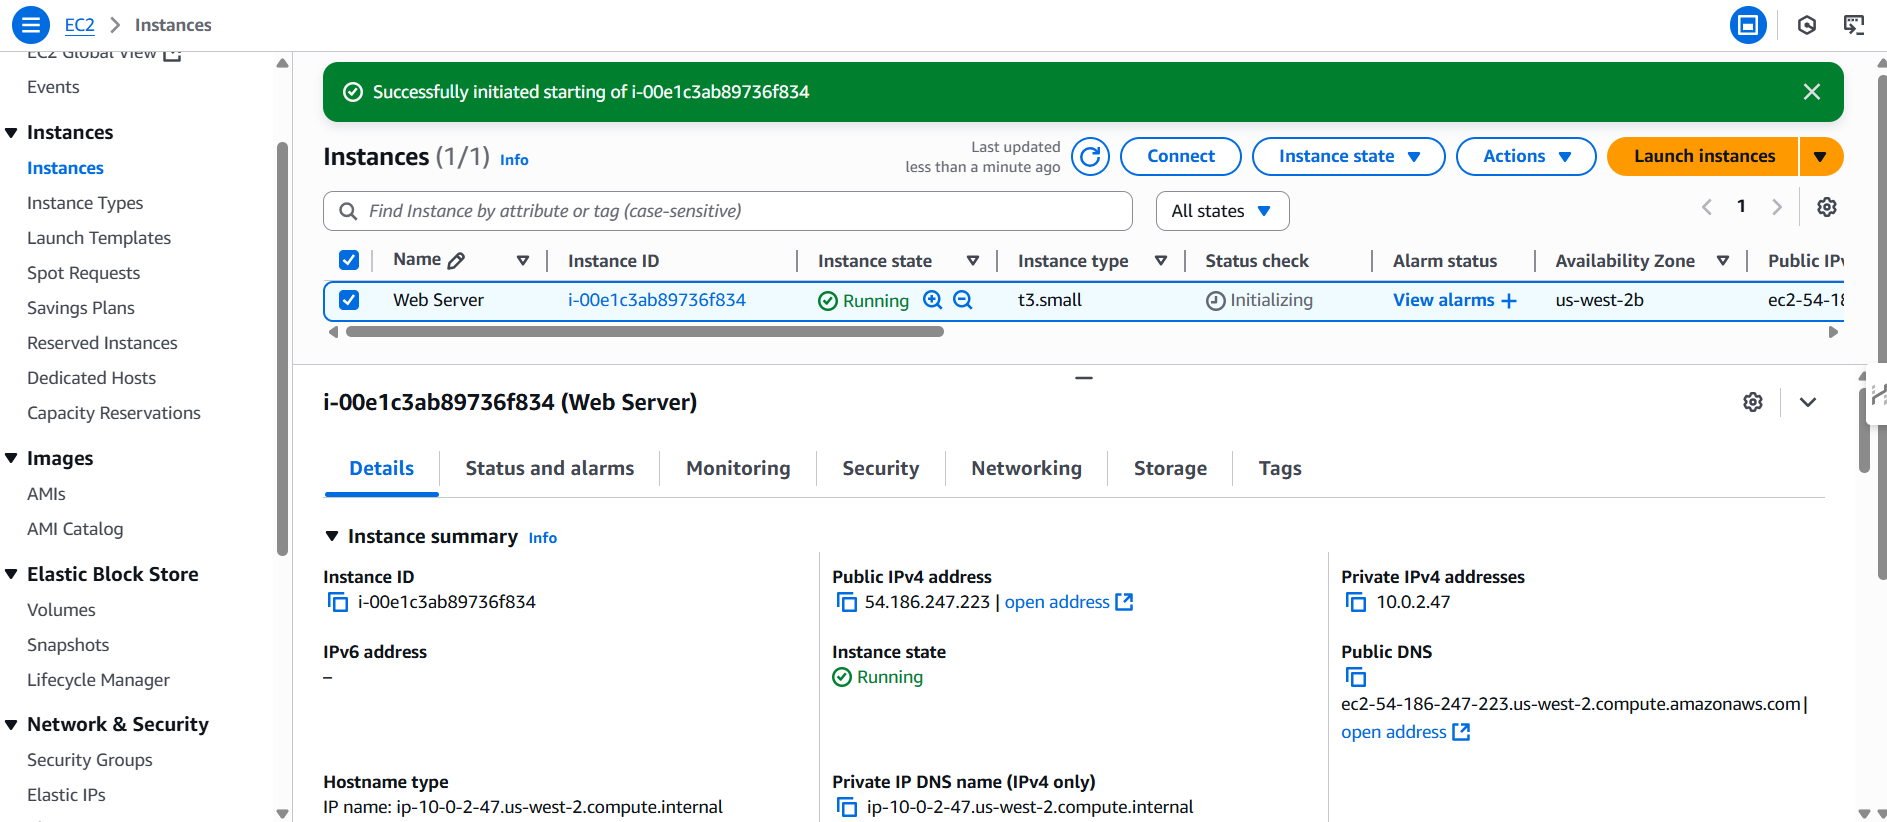 EC2 > Instances
EC2 Global View
Events
Instances
Instances
Instance Types
Launch Templates
Spot Requests
Savings Plans
Reserved Instances
Dedicated Hosts
Capacity Reservations
Images
AMIs
AMI Catalog
Elastic Block Store
Volumes
Snapshots
Lifecycle Manager
Network & Security
Security Groups
Elastic IPs
Successfully initiated starting of i-00e1c3ab89736f834
Instances (1/1) Info
Last updated
less than a minute ago
Connect
Instance state
Actions
Launch instances
Find Instance by attribute or tag (case-sensitive)
All states
1
Name Instance ID Instance state Instance type Status check Alarm status Availability Zone Public IPv
Web Server i-00e1c3ab89736f834 Running t3.small Initializing View alarms + us-west-2b ec2-54-18
i-00e1c3ab89736f834 (Web Server)
Details Status and alarms Monitoring Security Networking Storage Tags
Instance summary Info
Instance ID
i-00e1c3ab89736f834
Public IPv4 address
54.186.247.223 | open address
Private IPv4 addresses
10.0.2.47
IPv6 address
–
Instance state
Running
Public DNS
ec2-54-186-247-223.us-west-2.compute.amazonaws.com |
open address
Hostname type
IP name: ip-10-0-2-47.us-west-2.compute.internal
Private IP DNS name (IPv4 only)
ip-10-0-2-47.us-west-2.compute.internal